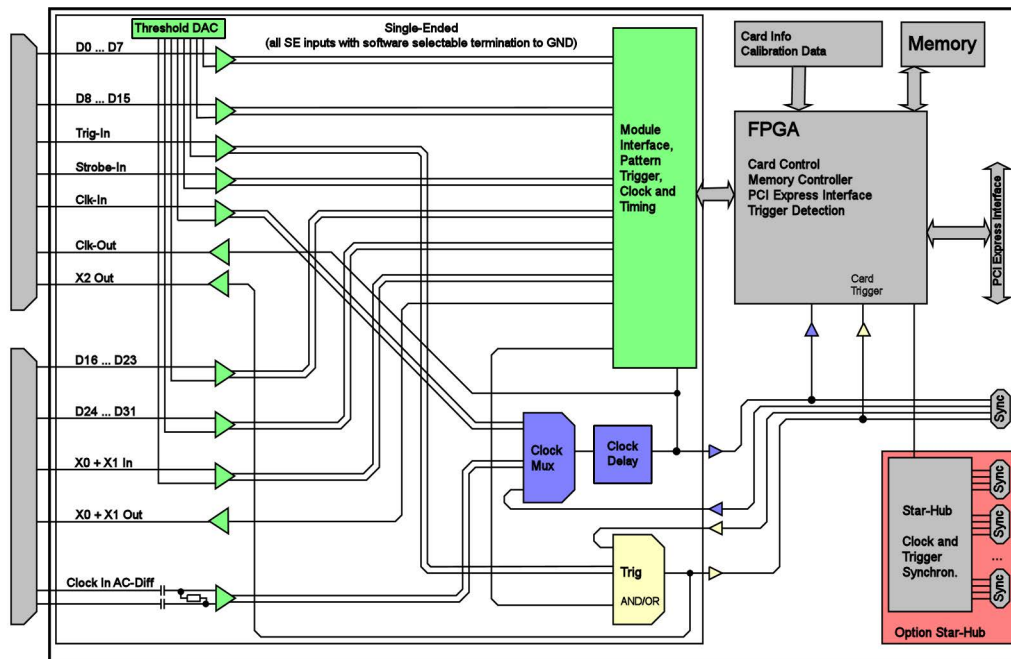 Threshold DAC
Single-Ended
(all SE inputs with software selectable termination to GND)
D0 ... D7
D8 ... D15
Trig-In
Strobe-In
Clk-In
Clk-Out
X2 Out
D16 ... D23
D24 ... D31
X0 + X1 In
X0 + X1 Out
Clock In AC-Diff
Module
Interface,
Pattern
Trigger,
Clock and
Timing
Clock
Mux
Clock
Delay
Trig
AND/OR
Card Info
Calibration Data
Memory
FPGA
Card Control
Memory Controller
PCI Express Interface
Trigger Detection
Card
Trigger
PCI Express Interface
Sync
Star-Hub
Clock and
Trigger
Synchron.
Sync
Sync
...
Sync
Option Star-Hub